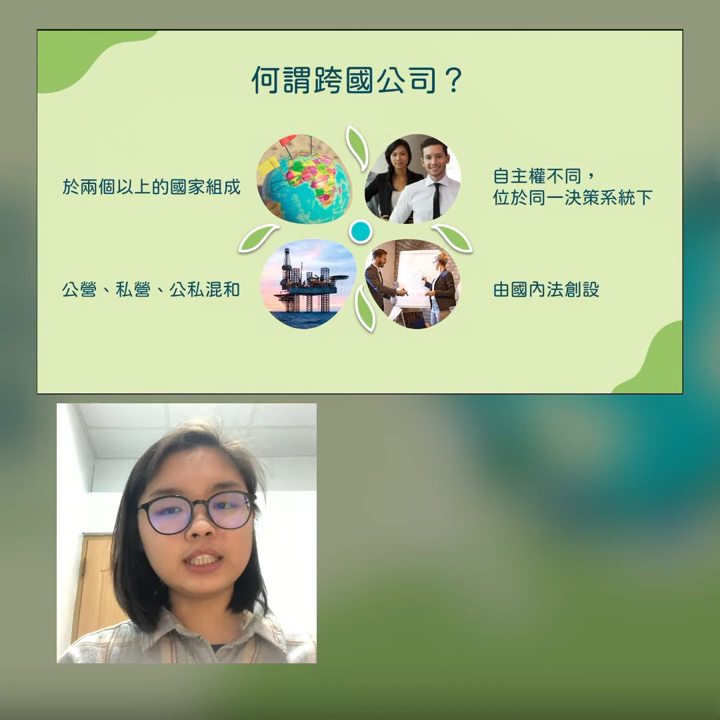 何謂跨國公司？
於兩個以上的國家組成
自主權不同，
位於同一決策系統下
公營、私營、公私混和
由國內法創設